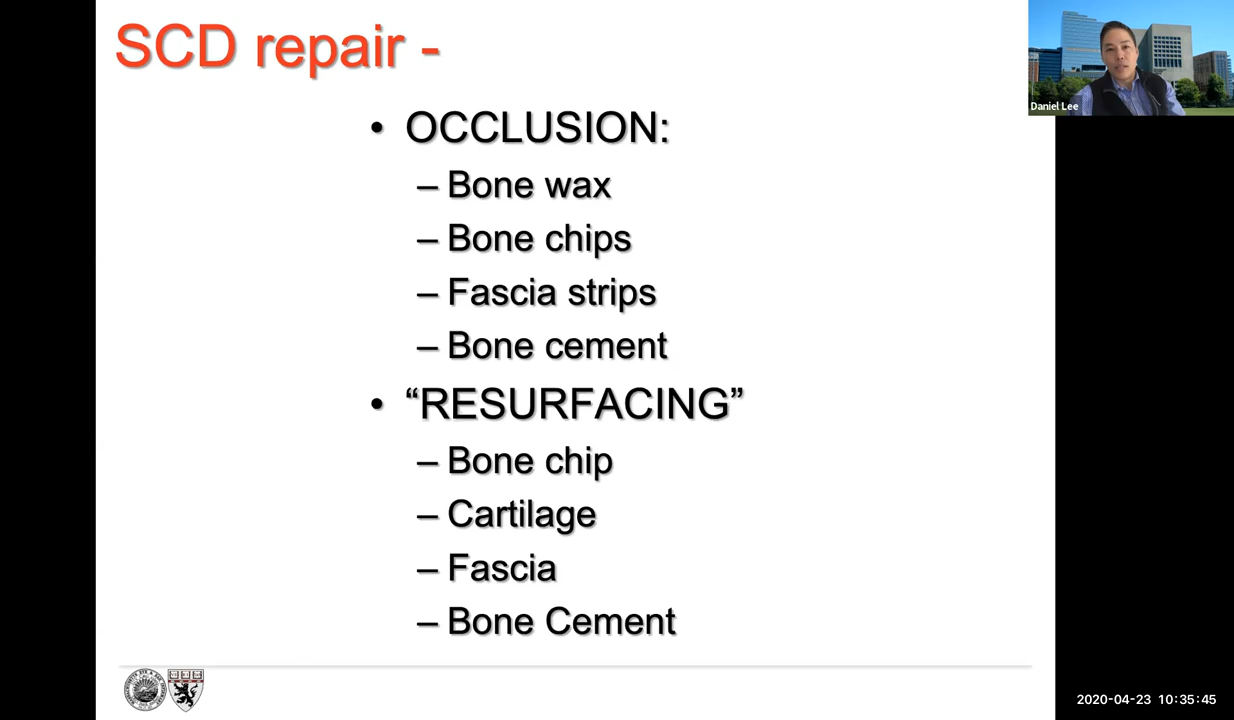 SCD repair -
Daniel Lee
• OCCLUSION:
– Bone wax
– Bone chips
– Fascia strips
– Bone cement
• “RESURFACING”
– Bone chip
– Cartilage
– Fascia
– Bone Cement
2020-04-23 10:35:45